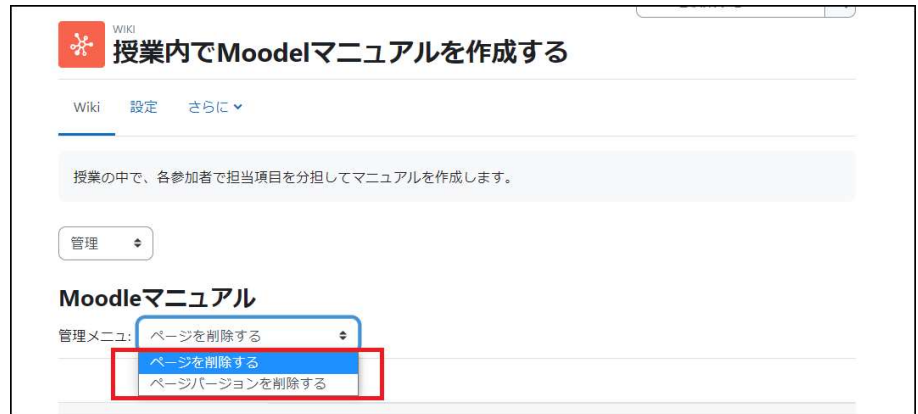 WIKI
授業内でMoodelマニュアルを作成する
Wiki 設定 さらに
授業の中で、各参加者で担当項目を分担してマニュアルを作成します。
管理
Moodleマニュアル
管理メニュ: ページを削除する
ページを削除する
ページバージョンを削除する